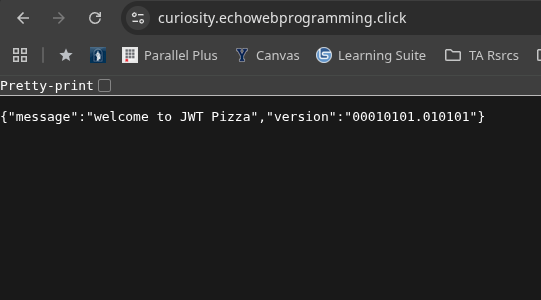 curiosity.echowebprogramming.click
Parallel Plus Canvas Learning Suite TA Rsrcs
Pretty-print
{"message":"welcome to JWT Pizza","version":"00010101.010101"}